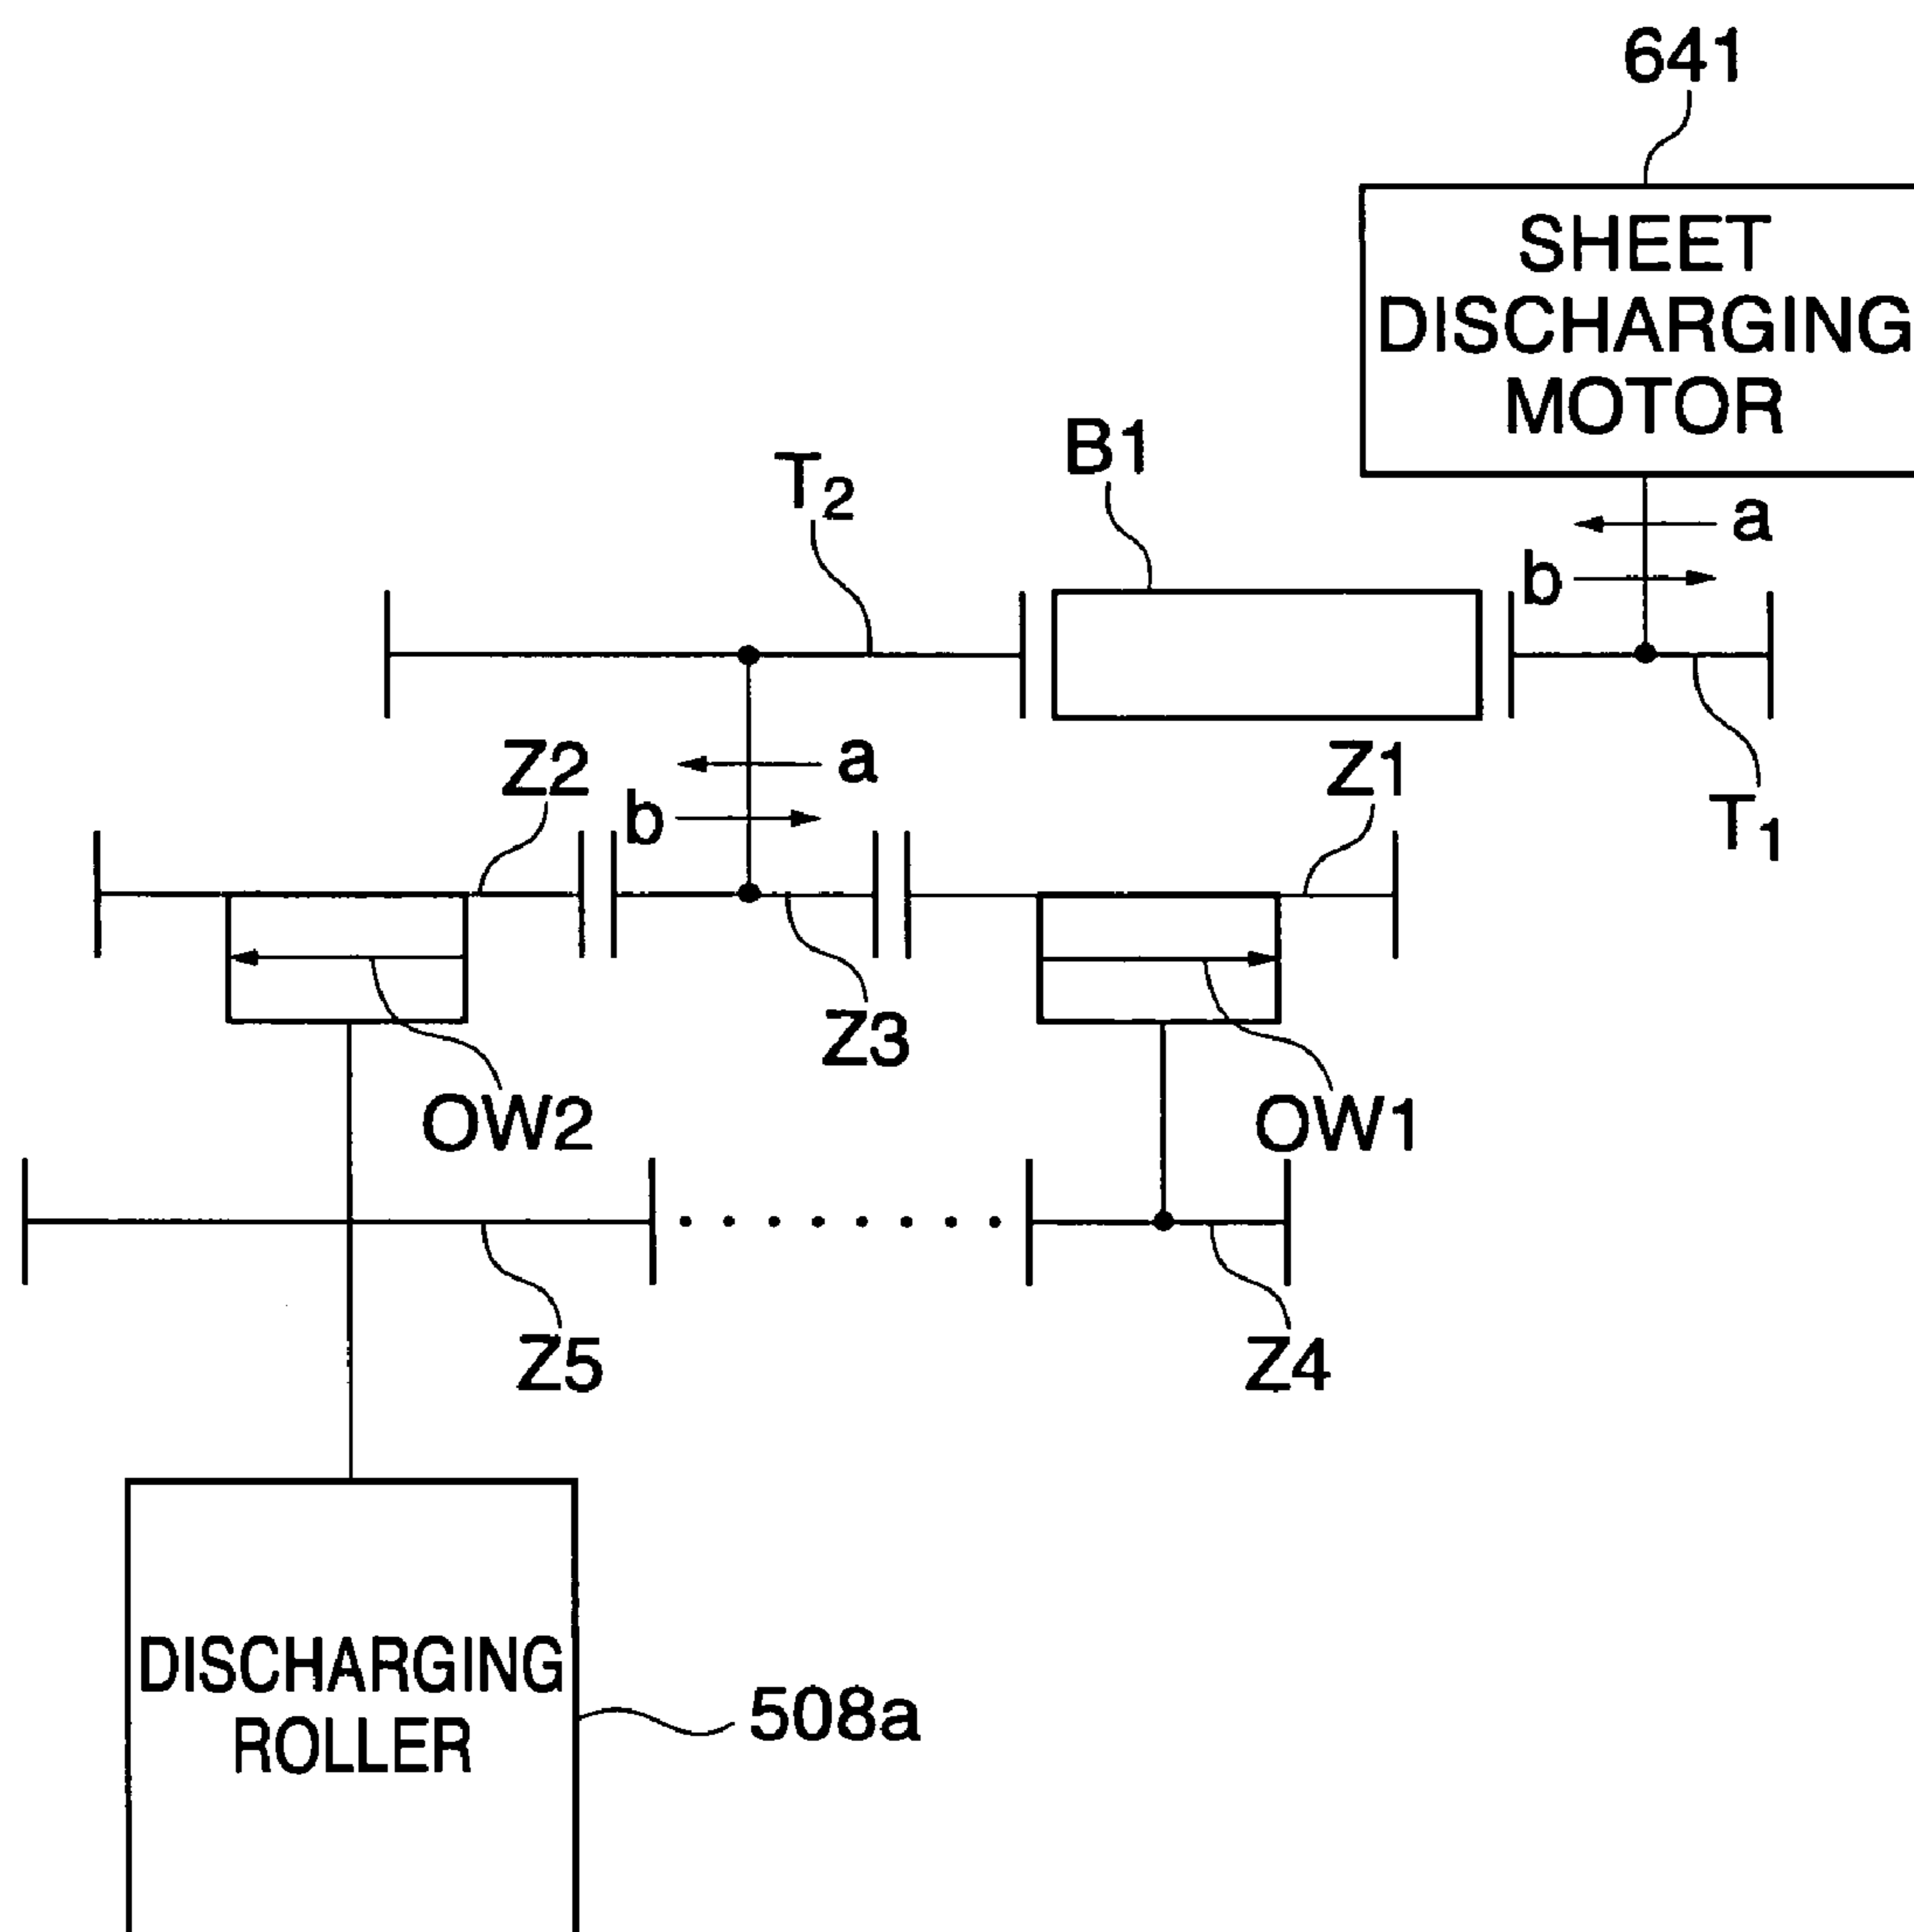 641
SHEET
DISCHARGING
MOTOR
B1
T2
a
b
Z2
a
Z1
b
T1
Z3
OW2
OW1
Z5
Z4
DISCHARGING
ROLLER
508a